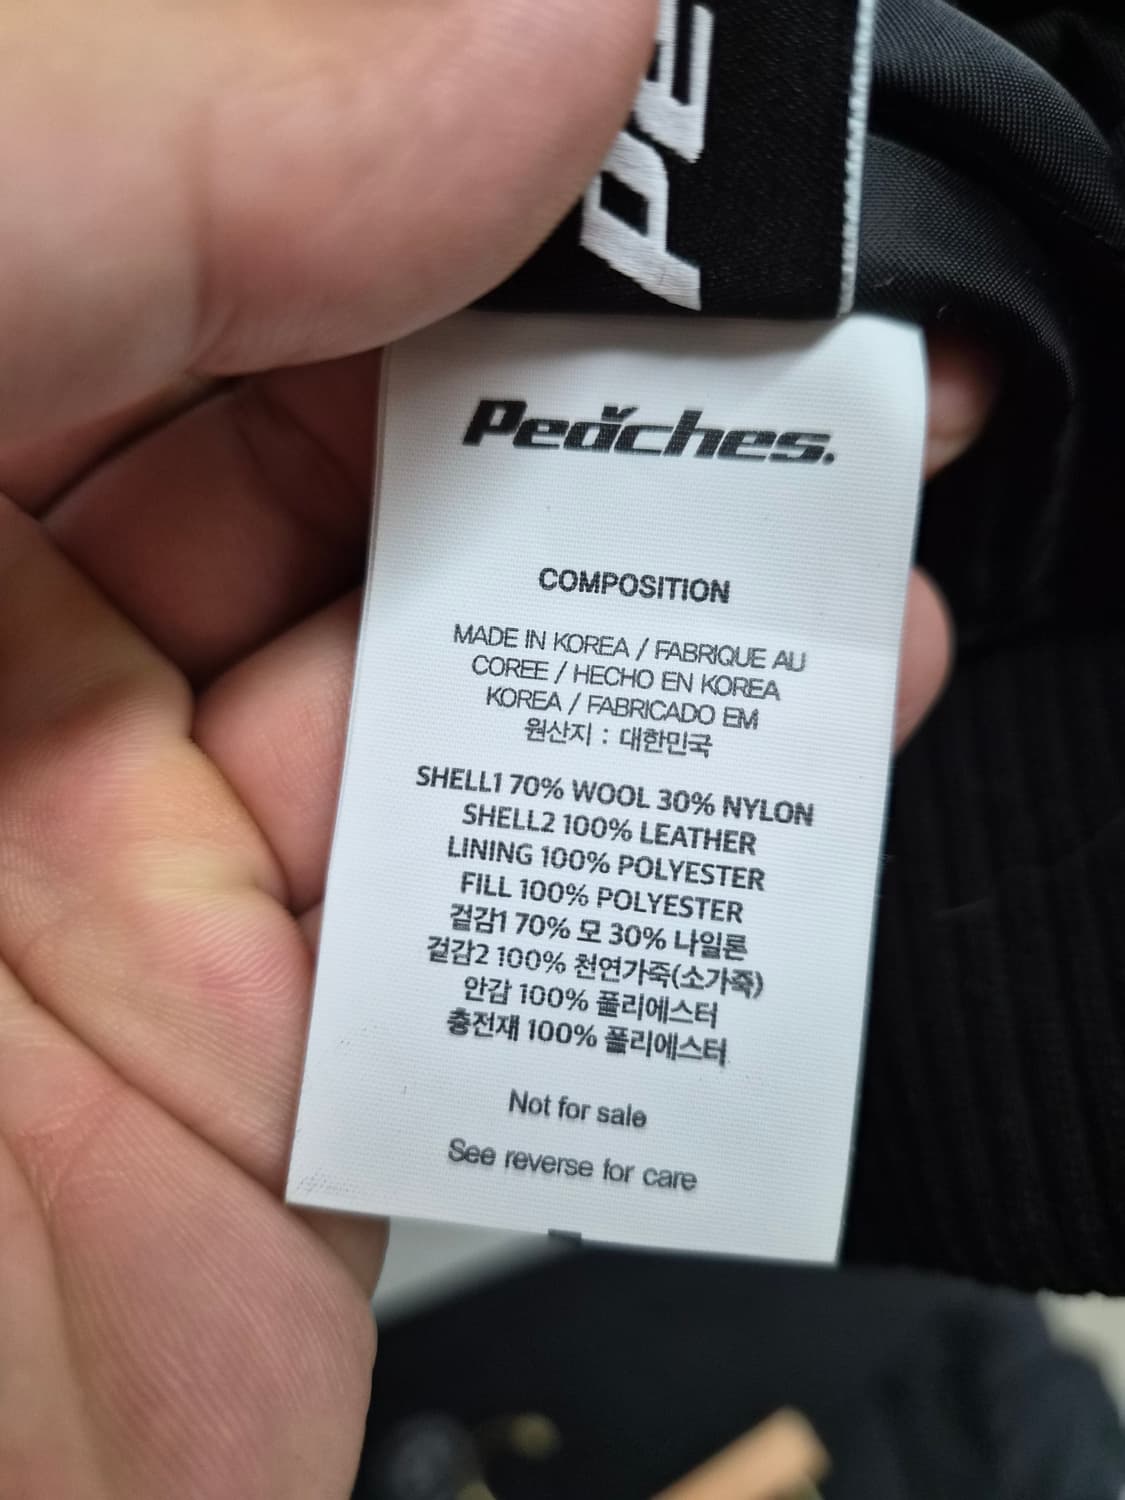 Peaches.
COMPOSITION
MADE IN KOREA / FABRIQUE AU
COREE / HECHO EN KOREA
KOREA / FABRICADO EM
원산지 : 대한민국
SHELL1 70% WOOL 30% NYLON
SHELL2 100% LEATHER
LINING 100% POLYESTER
FILL 100% POLYESTER
겉감1 70% 모 30% 나일론
겉감2 100% 천연가죽(소가죽)
안감 100% 폴리에스터
충전재 100% 폴리에스터
Not for sale
See reverse for care